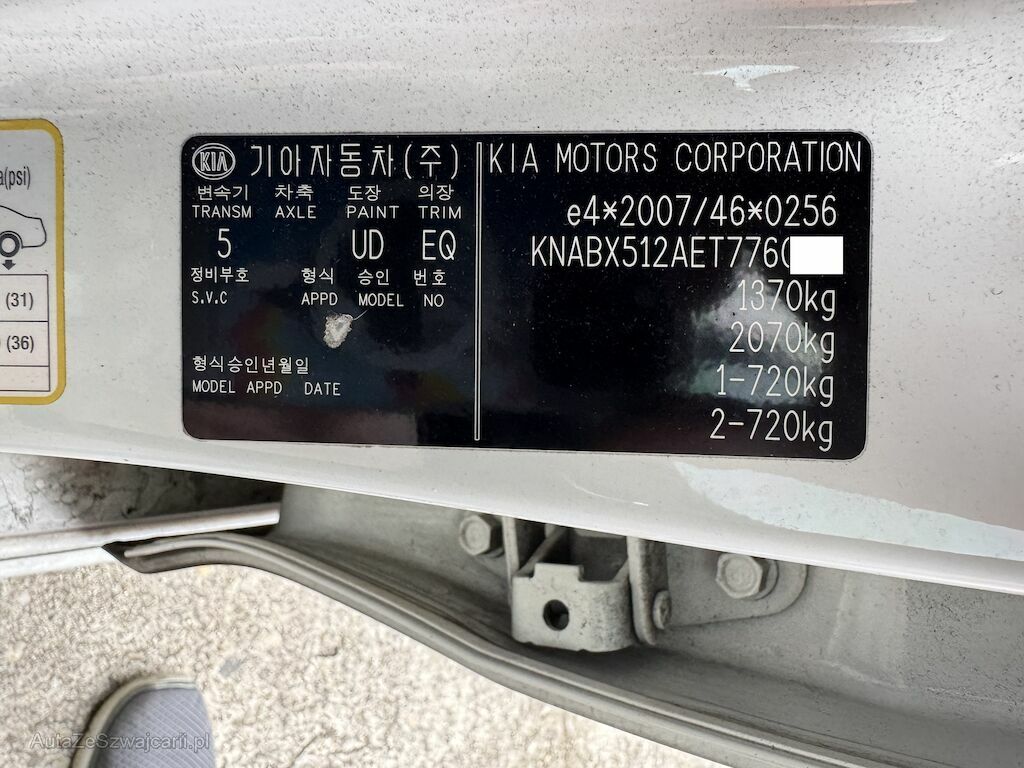 a(psi)
(31)
(36)
KIA 기아자동차(주)
변속기 차축 도장 의장
TRANSM AXLE PAINT TRIM
5 UD EQ
정비부호 형식 승인 번호
S.V.C APPD MODEL NO
형식승인년월일
MODEL APPD DATE
KIA MOTORS CORPORATION
e4*2007/46*0256
KNABX512AET7760
1370kg
2070kg
1-720kg
2-720kg
AutaZeSzwajcarii.pl